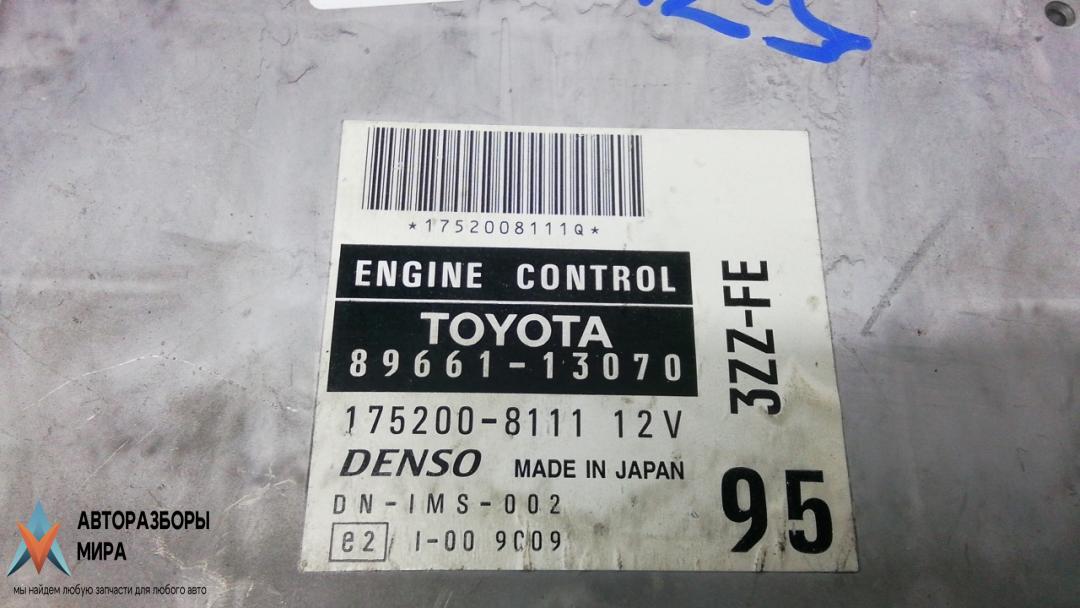 *1752008111Q*
ENGINE CONTROL
TOYOTA
89661-13070
175200-8111 12V
DENSO MADE IN JAPAN
DN-IMS-002
e2 I-00 9C09
3ZZ-FE
95
АВТОРАЗБОРЫ
МИРА
мы найдем любую запчасти для любого авто